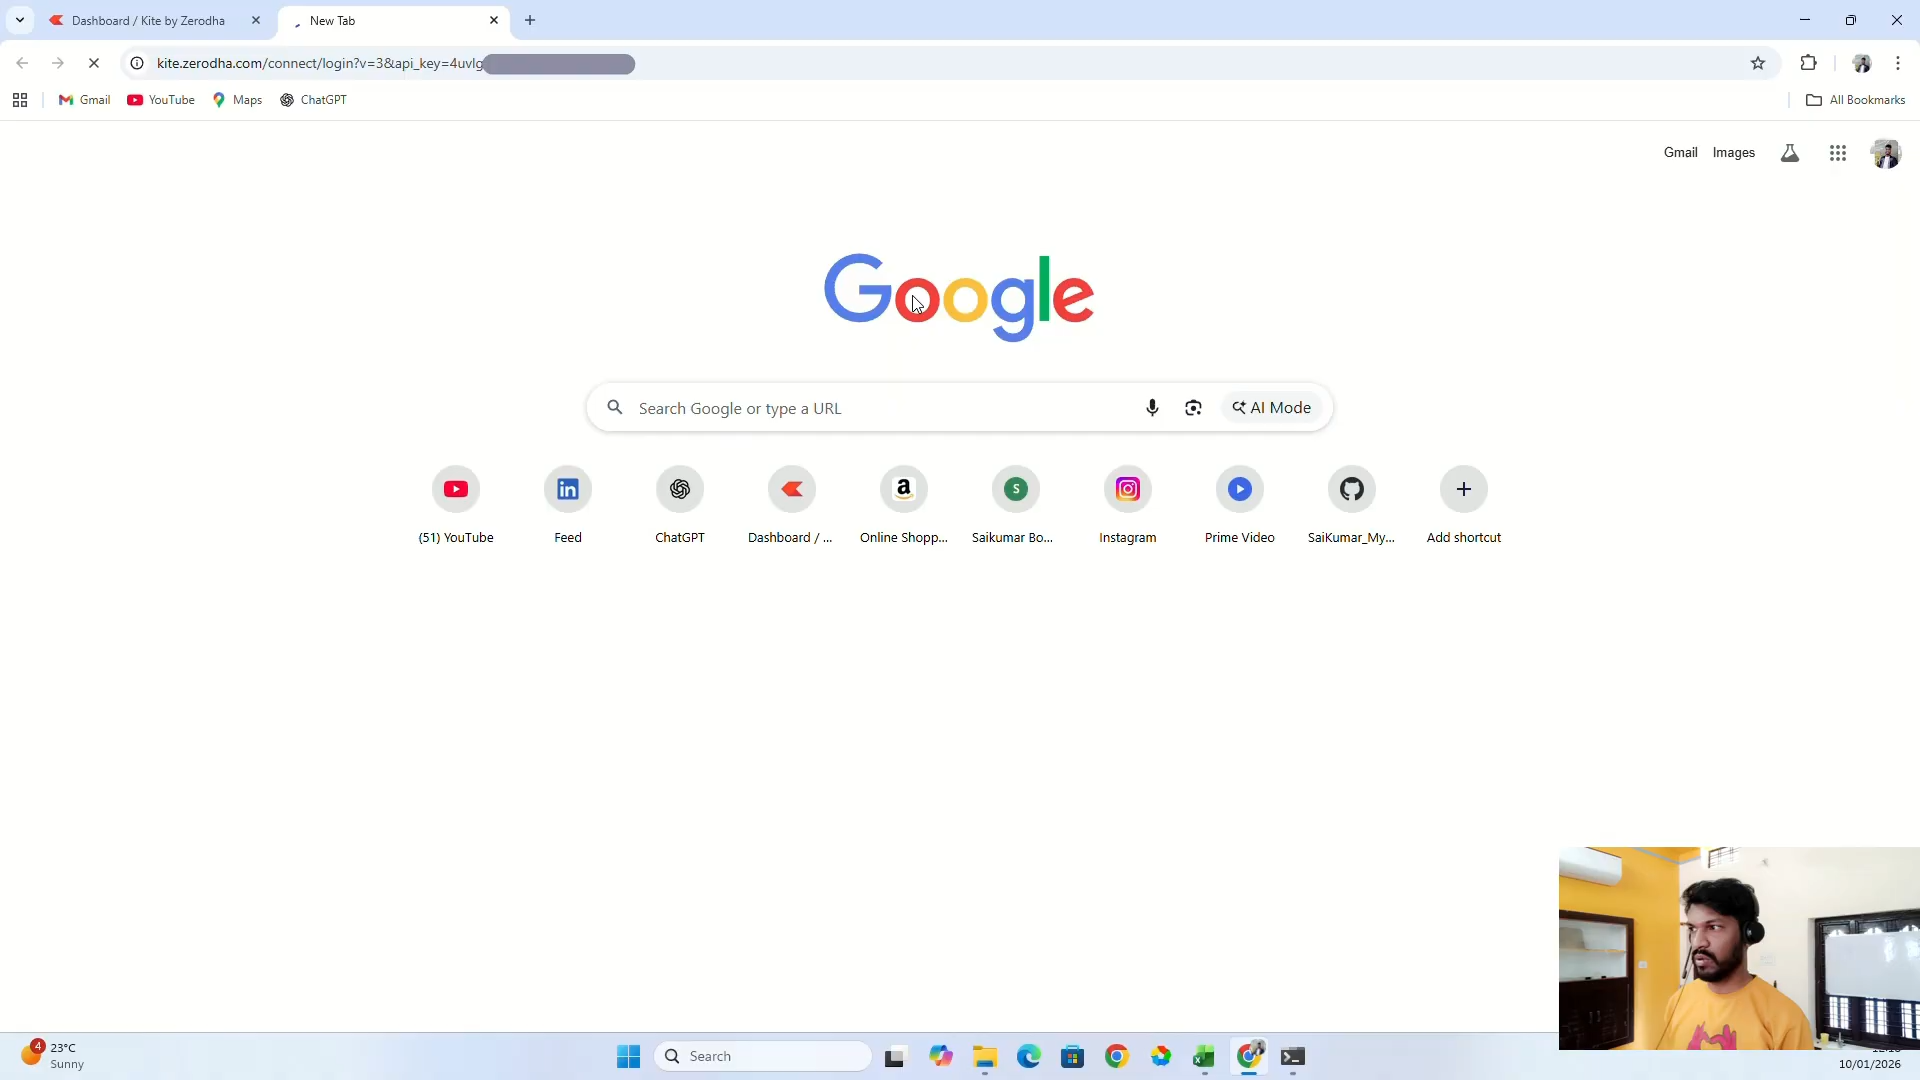 Dashboard / Kite by Zerodha
New Tab
kite.zerodha.com/connect/login?v=3&api_key=4uvlg
Gmail
YouTube
Maps
ChatGPT
All Bookmarks
Gmail
Images
Google
Search Google or type a URL
AI Mode
S
(51) YouTube
Feed
ChatGPT
Dashboard / ...
Online Shopp...
Saikumar Bo...
Instagram
Prime Video
SaiKumar_My...
Add shortcut
4
23°C
Sunny
Search
10/01/2026